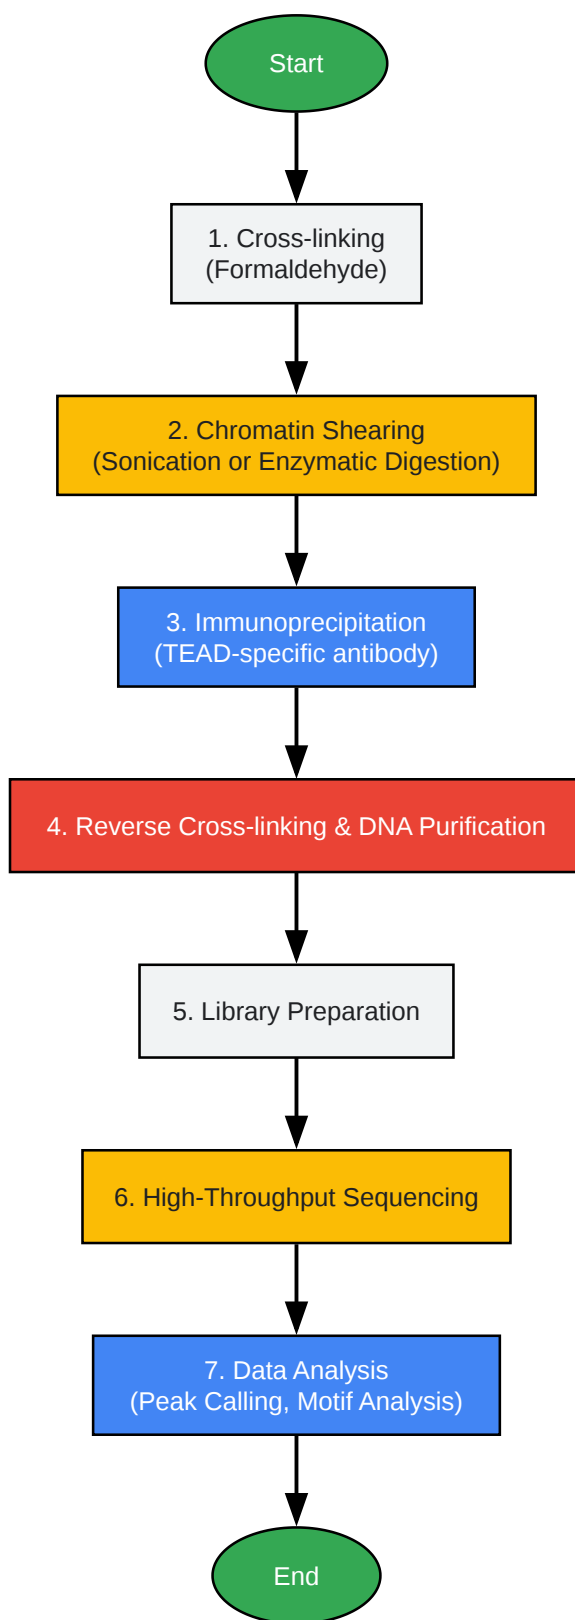 Start
1. Cross-linking
(Formaldehyde)
2. Chromatin Shearing
(Sonication or Enzymatic Digestion)
3. Immunoprecipitation
(TEAD-specific antibody)
4. Reverse Cross-linking & DNA Purification
5. Library Preparation
6. High-Throughput Sequencing
7. Data Analysis
(Peak Calling, Motif Analysis)
End